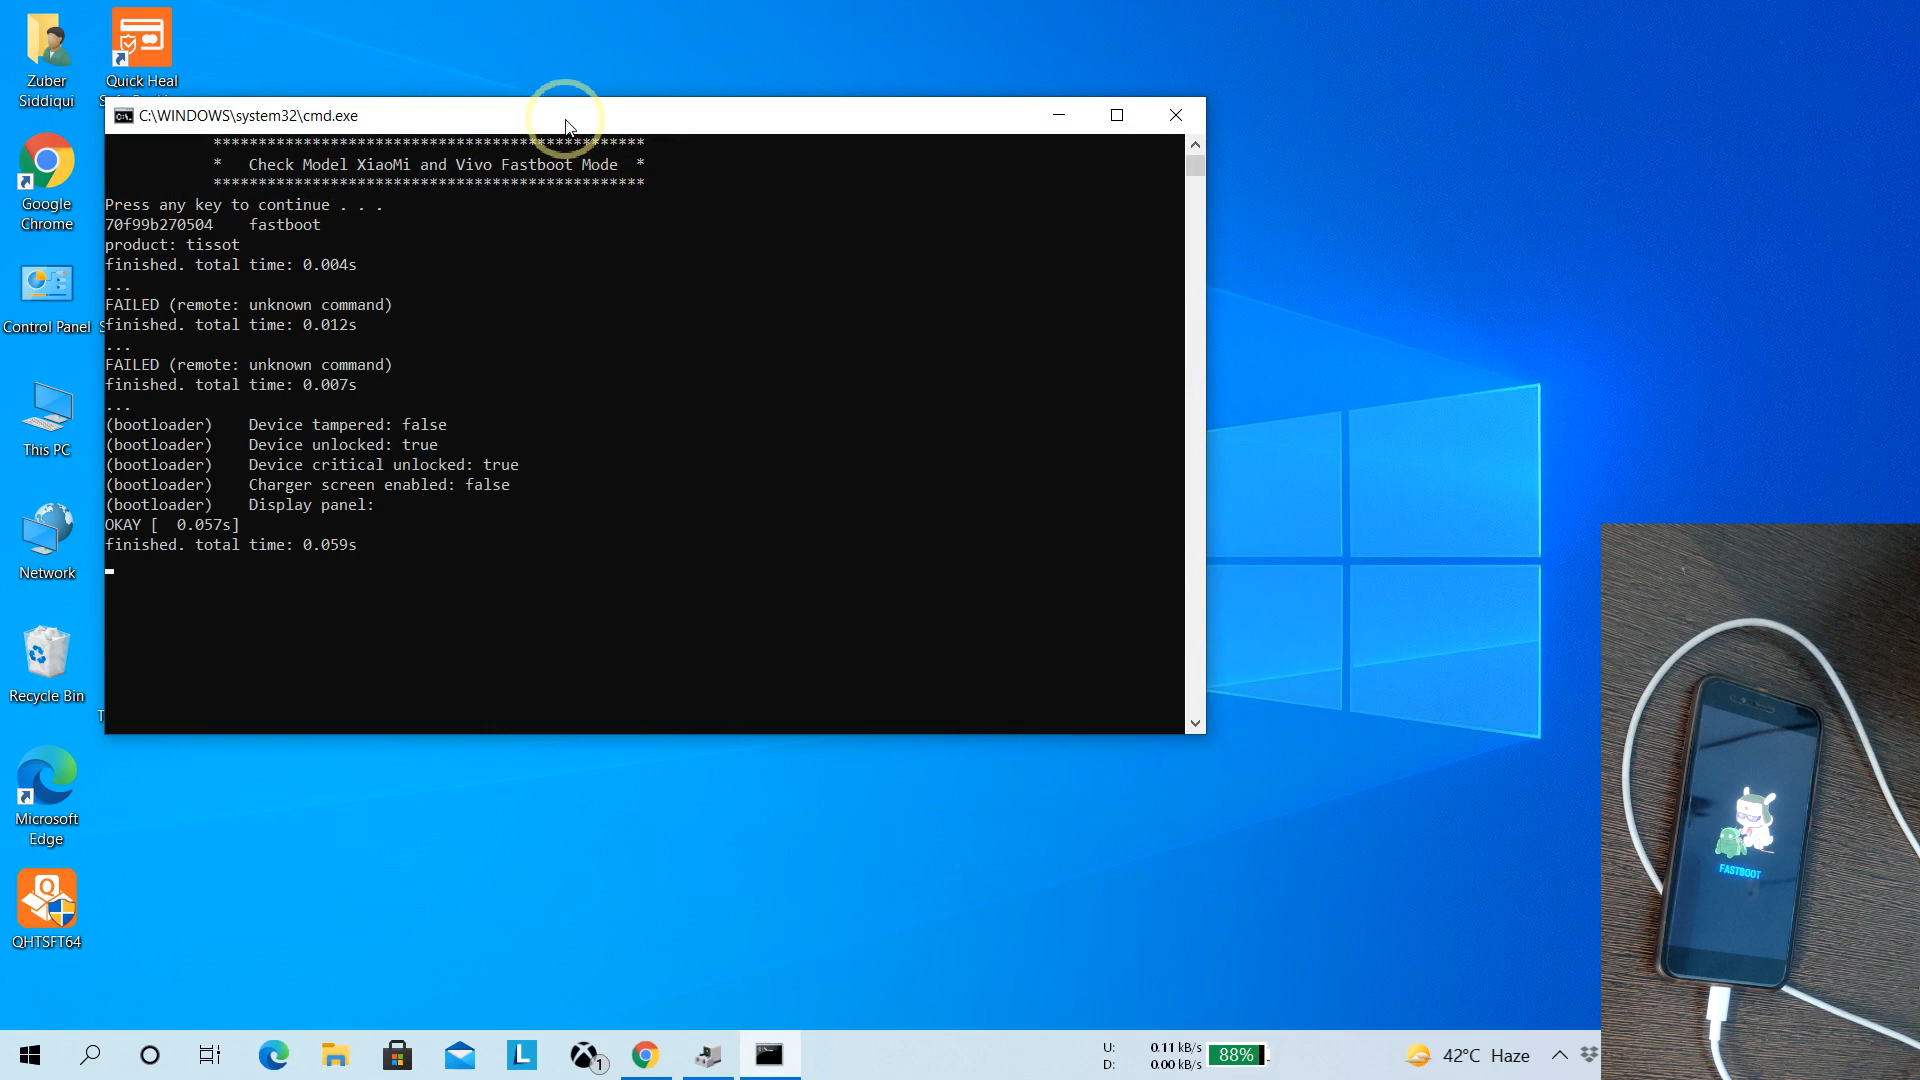 Zuber
Siddiqui
Quick Heal
Google
Chrome
Control Panel
This PC
Network
Recycle Bin
Microsoft
Edge
QHTSFT64
C:\WINDOWS\system32\cmd.exe
************************************************
*   Check Model XiaoMi and Vivo Fastboot Mode  *
************************************************
Press any key to continue . . .
70f99b270504    fastboot
product: tissot
finished. total time: 0.004s
...
FAILED (remote: unknown command)
finished. total time: 0.012s
...
FAILED (remote: unknown command)
finished. total time: 0.007s
...
(bootloader)    Device tampered: false
(bootloader)    Device unlocked: true
(bootloader)    Device critical unlocked: true
(bootloader)    Charger screen enabled: false
(bootloader)    Display panel:
OKAY [  0.057s]
finished. total time: 0.059s
FASTBOOT
1
U: 0.11 kB/s
D: 0.00 kB/s
88%
42°C Haze